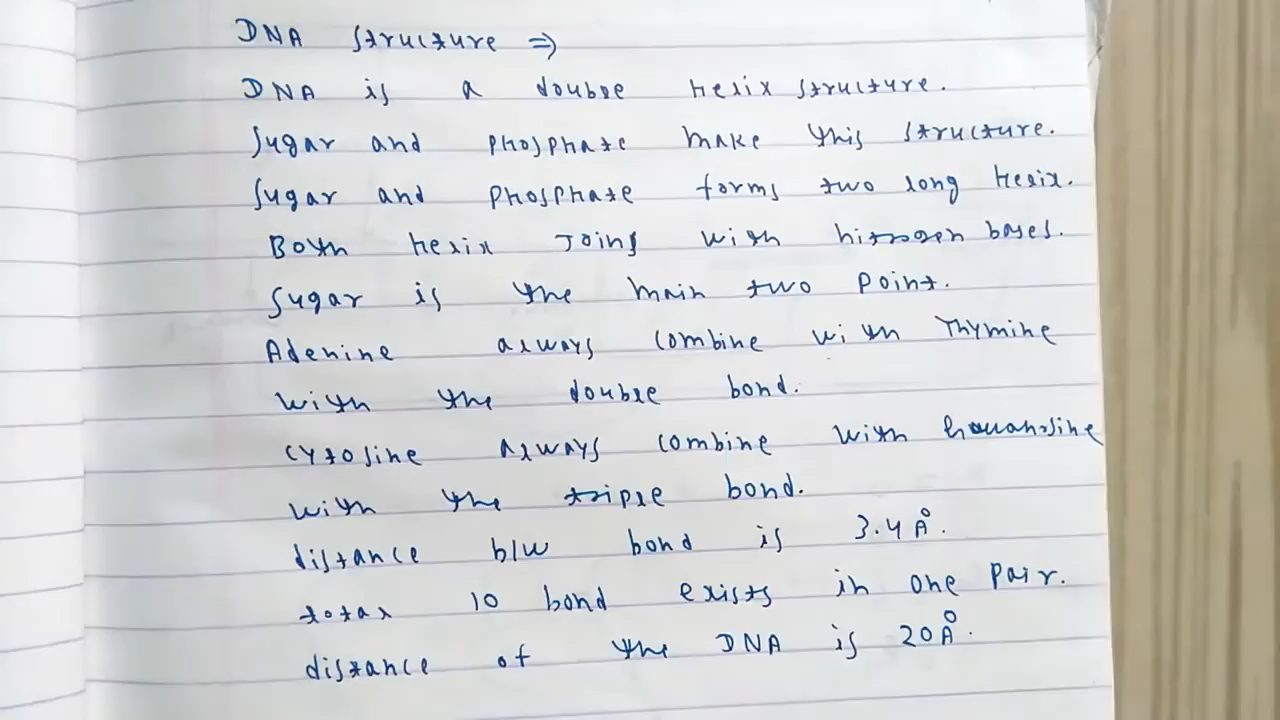 DNA structure ⇒
DNA is a double helix structure.
Sugar and phosphate make this structure.
Sugar and phosphate forms two long helix.
Both helix Joins with nitrogen bases.
Sugar is the main two point.
Adenine always combine with Thymine
with the double bond.
cytosine always combine with
with the triple bond.
distance b/w bond is 3.4 Å.
total 10 bond exists in one pair.
distance of the DNA is 20Å.